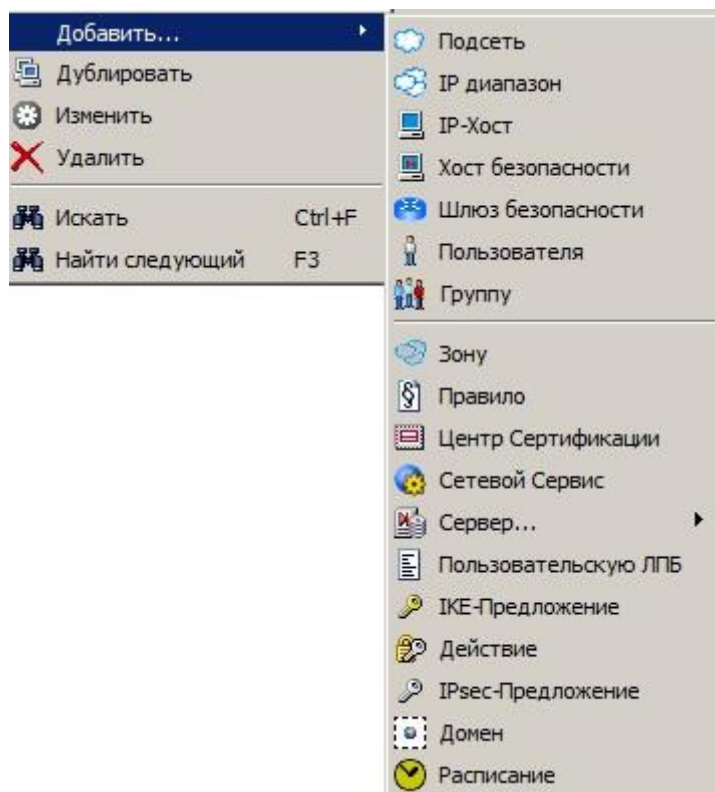 Добавить...
Дублировать
Изменить
Удалить
Искать Ctrl+F
Найти следующий F3
Подсеть
IP диапазон
IP-Хост
Хост безопасности
Шлюз безопасности
Пользователя
Группу
Зону
Правило
Центр Сертификации
Сетевой Сервис
Сервер...
Пользовательскую ЛПБ
IKE-Предложение
Действие
IPsec-Предложение
Домен
Расписание